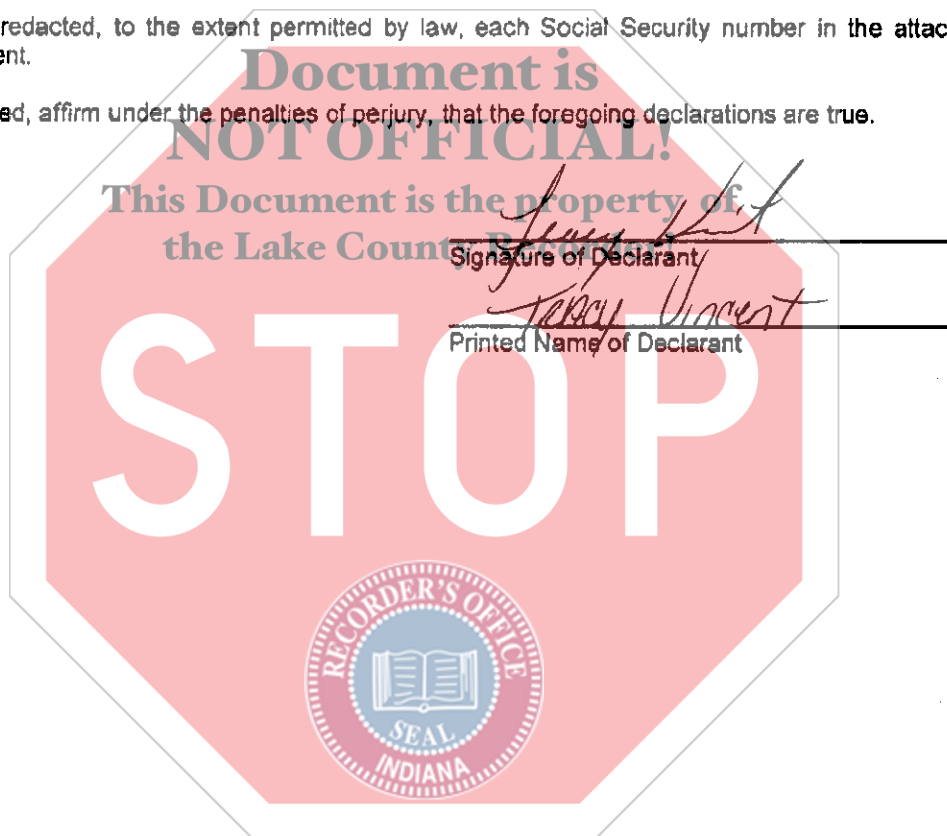 redacted, to the extent permitted by law, each Social Security number in the attac
ent.
Document is
ed, affirm under the penalties of perjury, that the foregoing declarations are true.
NOT OFFICIAL!
This Document is the property of
the Lake County Recorder!
Signature of Declarant
Tracy Vincent
Printed Name of Declarant
STOP
RECORDER'S OFFICE
SEAL
INDIANA